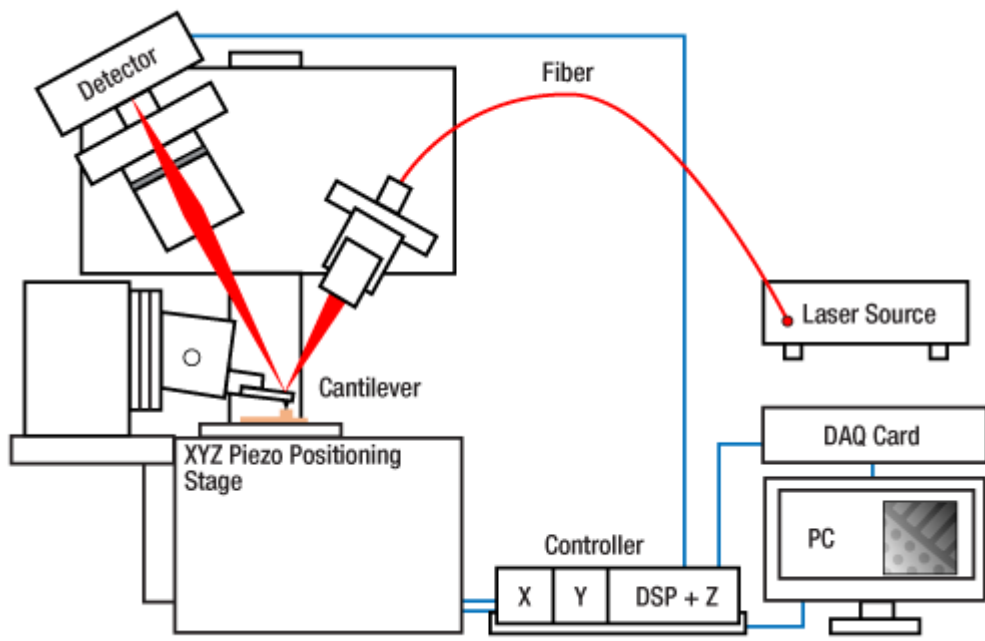 Detector
Fiber
Laser Source
Cantilever
DAQ Card
XYZ Piezo Positioning
Stage
PC
Controller
X
Y
DSP + Z